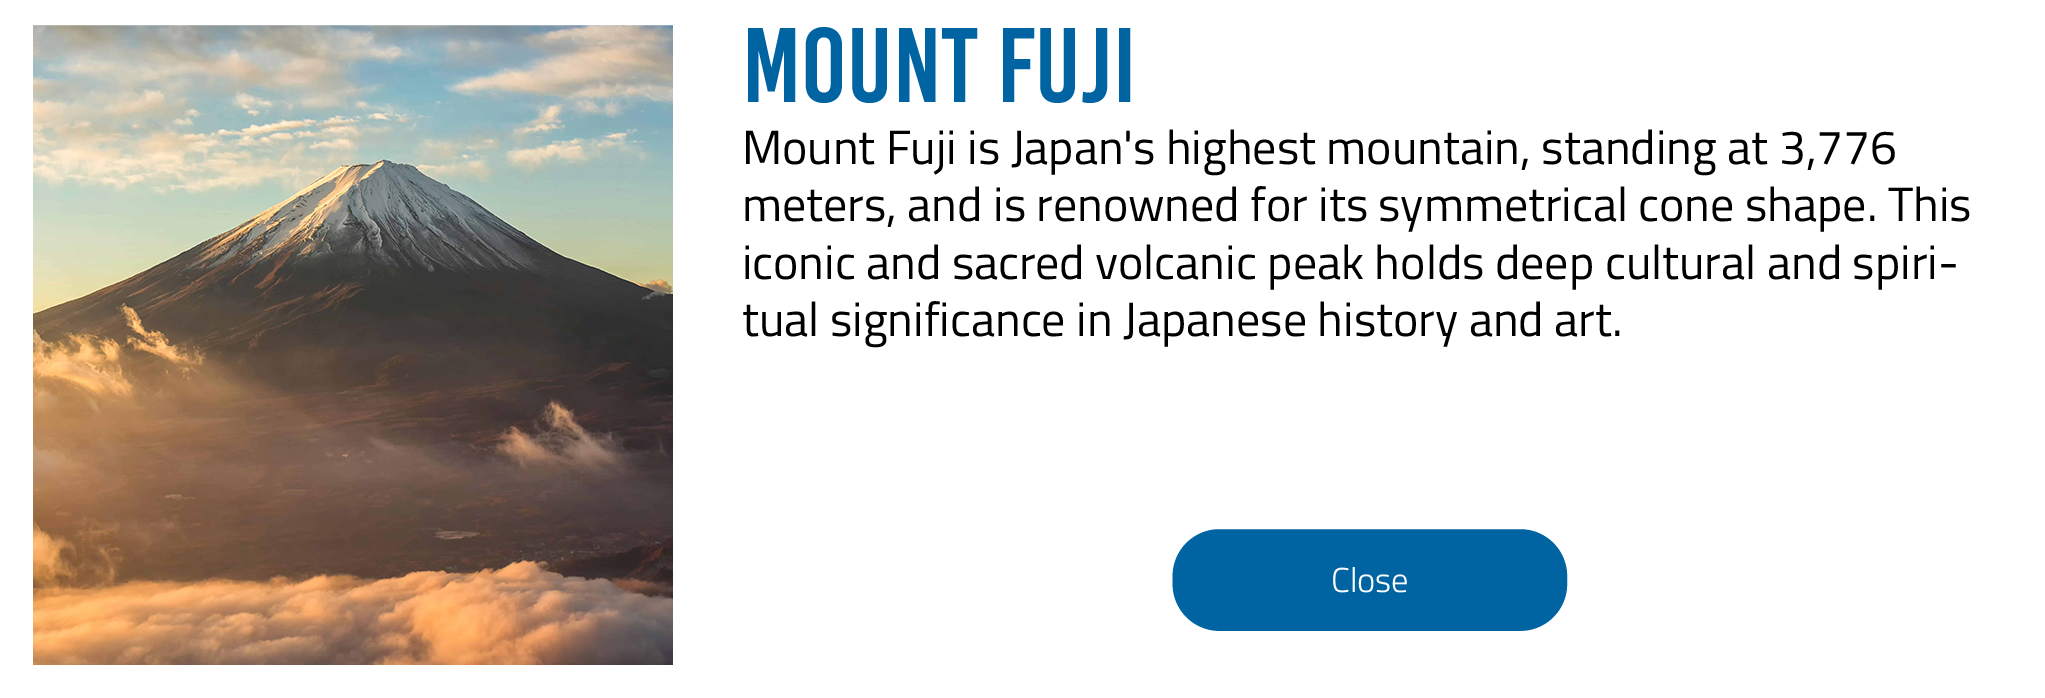 MOUNT FUJI
Mount Fuji is Japan's highest mountain, standing at 3,776
meters, and is renowned for its symmetrical cone shape. This
iconic and sacred volcanic peak holds deep cultural and spiri-
tual significance in Japanese history and art.
Close